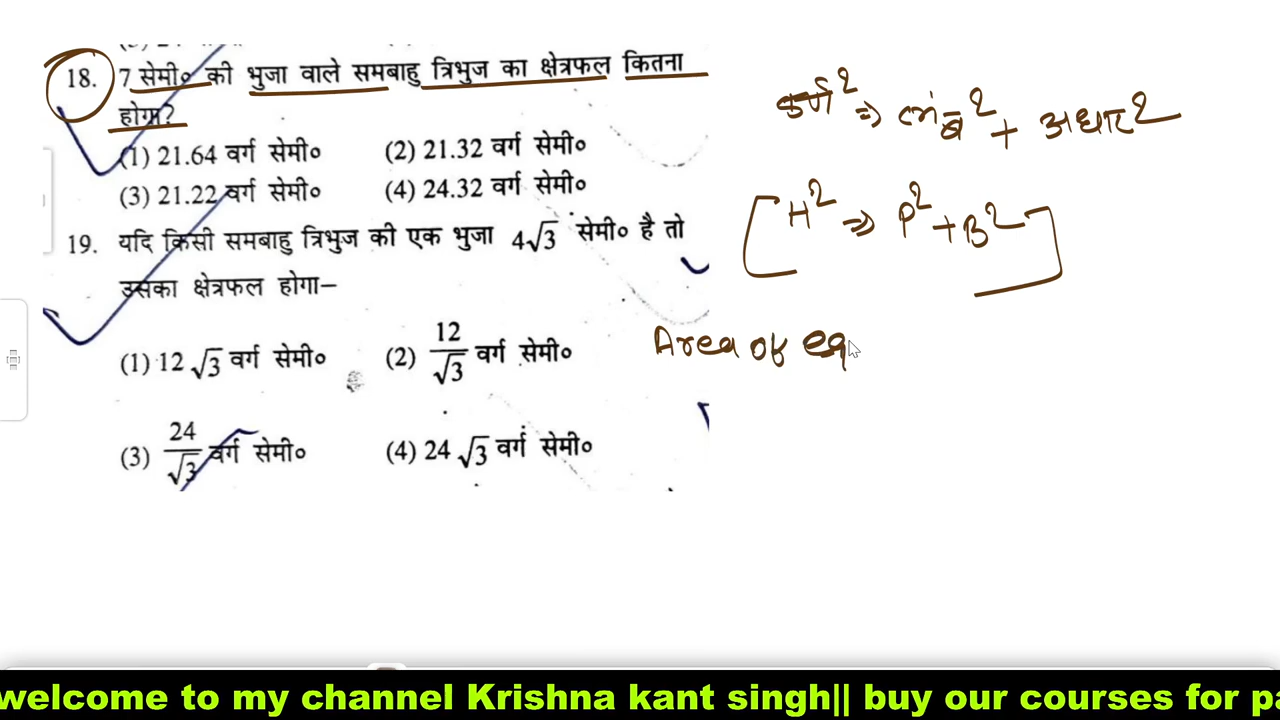 18. 7 सेमी० की भुजा वाले समबाहु त्रिभुज का क्षेत्रफल कितना
होगा?
(1) 21.64 वर्ग सेमी० (2) 21.32 वर्ग सेमी०
(3) 21.22 वर्ग सेमी० (4) 24.32 वर्ग सेमी०
19. यदि किसी समबाहु त्रिभुज की एक भुजा 4√3 सेमी० है तो
उसका क्षेत्रफल होगा–
(1) 12 √3 वर्ग सेमी० (2) 12/√3 वर्ग सेमी०
(3) 24/√3 वर्ग सेमी० (4) 24 √3 वर्ग सेमी०
कर्ण² ⇒ लंब² + अधार²
[H² ⇒ P² + B²]
Area of eq
welcome to my channel Krishna kant singh|| buy our courses for